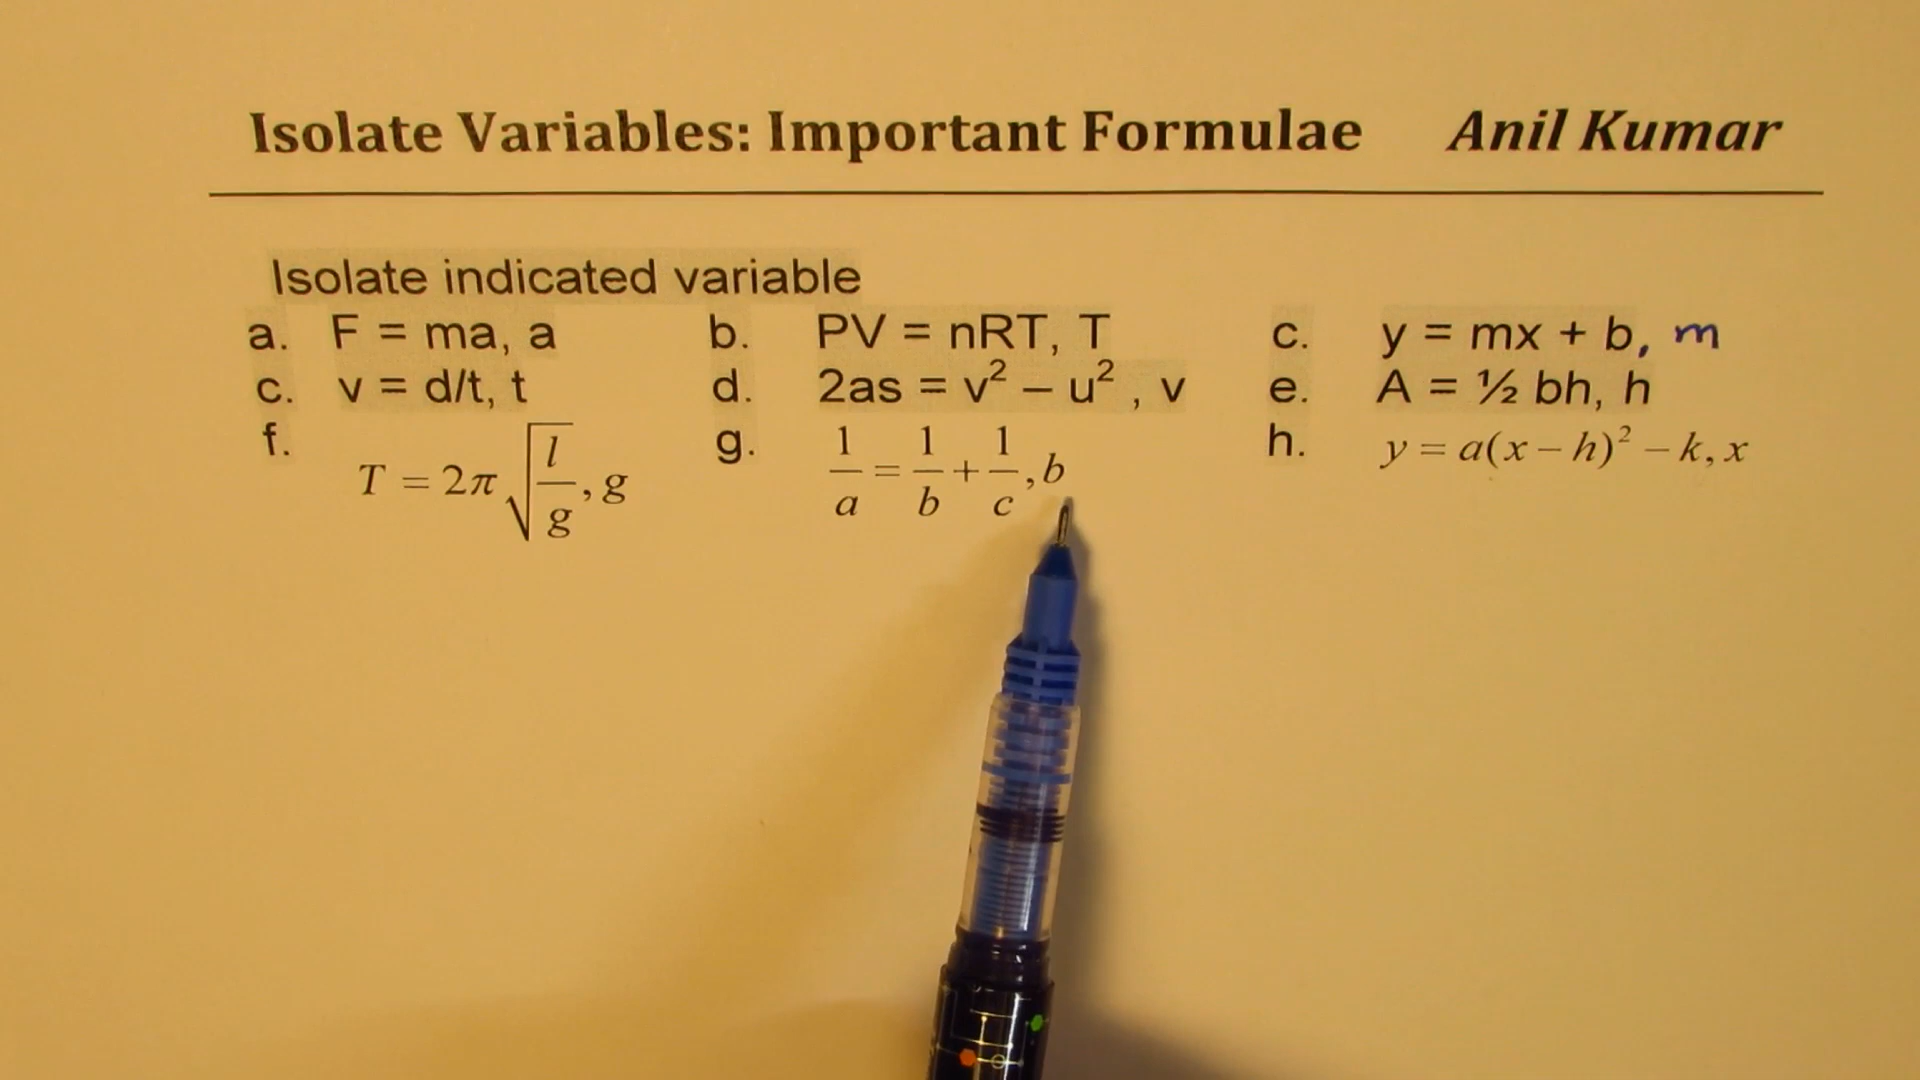 Isolate Variables: Important Formulae Anil Kumar
Isolate indicated variable
a. F = ma, a b. PV = nRT, T c. y = mx + b, m
c. v = d/t, t d. 2as = v² – u² , v e. A = ½ bh, h
f. T = 2π√(l/g), g g. 1/a = 1/b + 1/c, b h. y = a(x – h)² – k, x